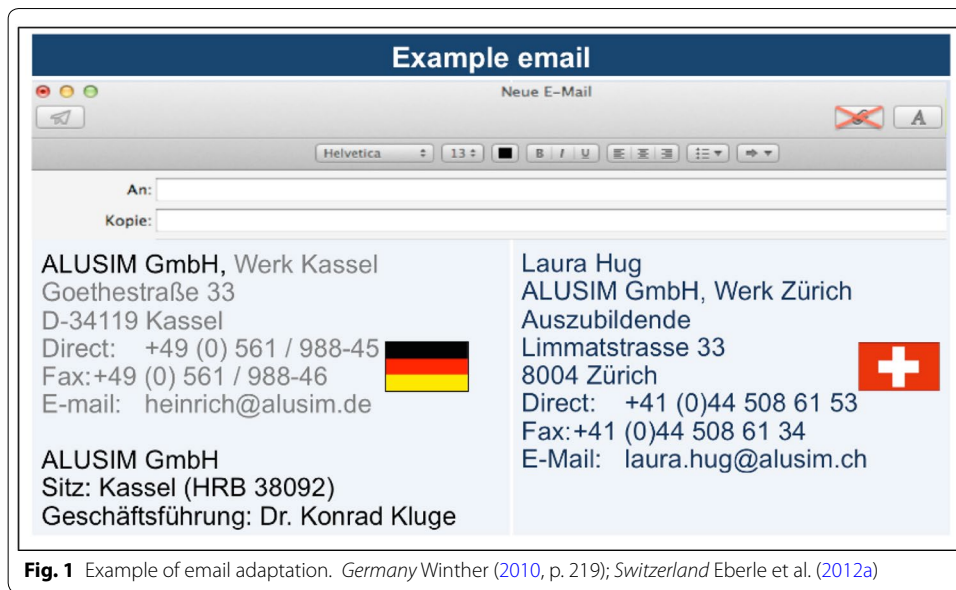 Example email
Neue E-Mail
A
Helvetica 13 B I U
An:
Kopie:
ALUSIM GmbH, Werk Kassel
Goethestraße 33
D-34119 Kassel
Direct: +49 (0) 561 / 988-45
Fax:+49 (0) 561 / 988-46
E-mail: heinrich@alusim.de
ALUSIM GmbH
Sitz: Kassel (HRB 38092)
Geschäftsführung: Dr. Konrad Kluge
Laura Hug
ALUSIM GmbH, Werk Zürich
Auszubildende
Limmatstrasse 33
8004 Zürich
Direct: +41 (0)44 508 61 53
Fax:+41 (0)44 508 61 34
E-Mail: laura.hug@alusim.ch
Fig. 1 Example of email adaptation. Germany Winther (2010, p. 219); Switzerland Eberle et al. (2012a)